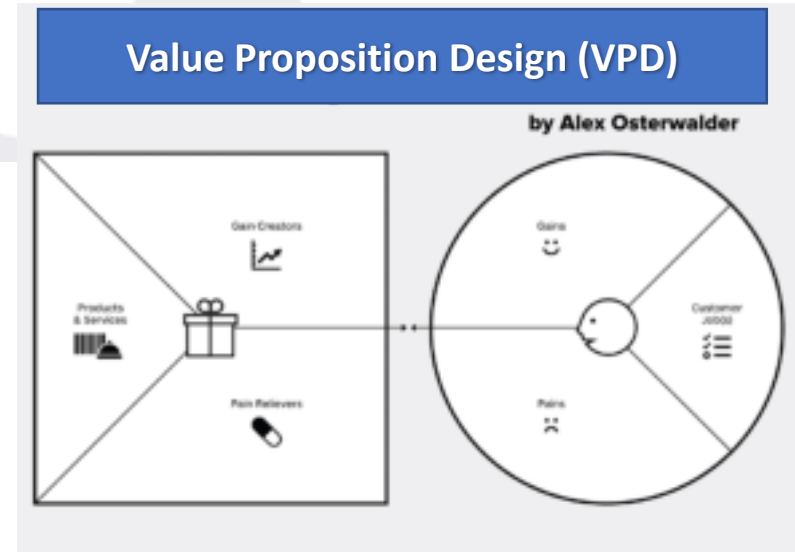 Value Proposition Design (VPD)
by Alex Osterwalder
Gain Creators
Gains
Products
& Services
Customer
Job(s)
Pain Relievers
Pains